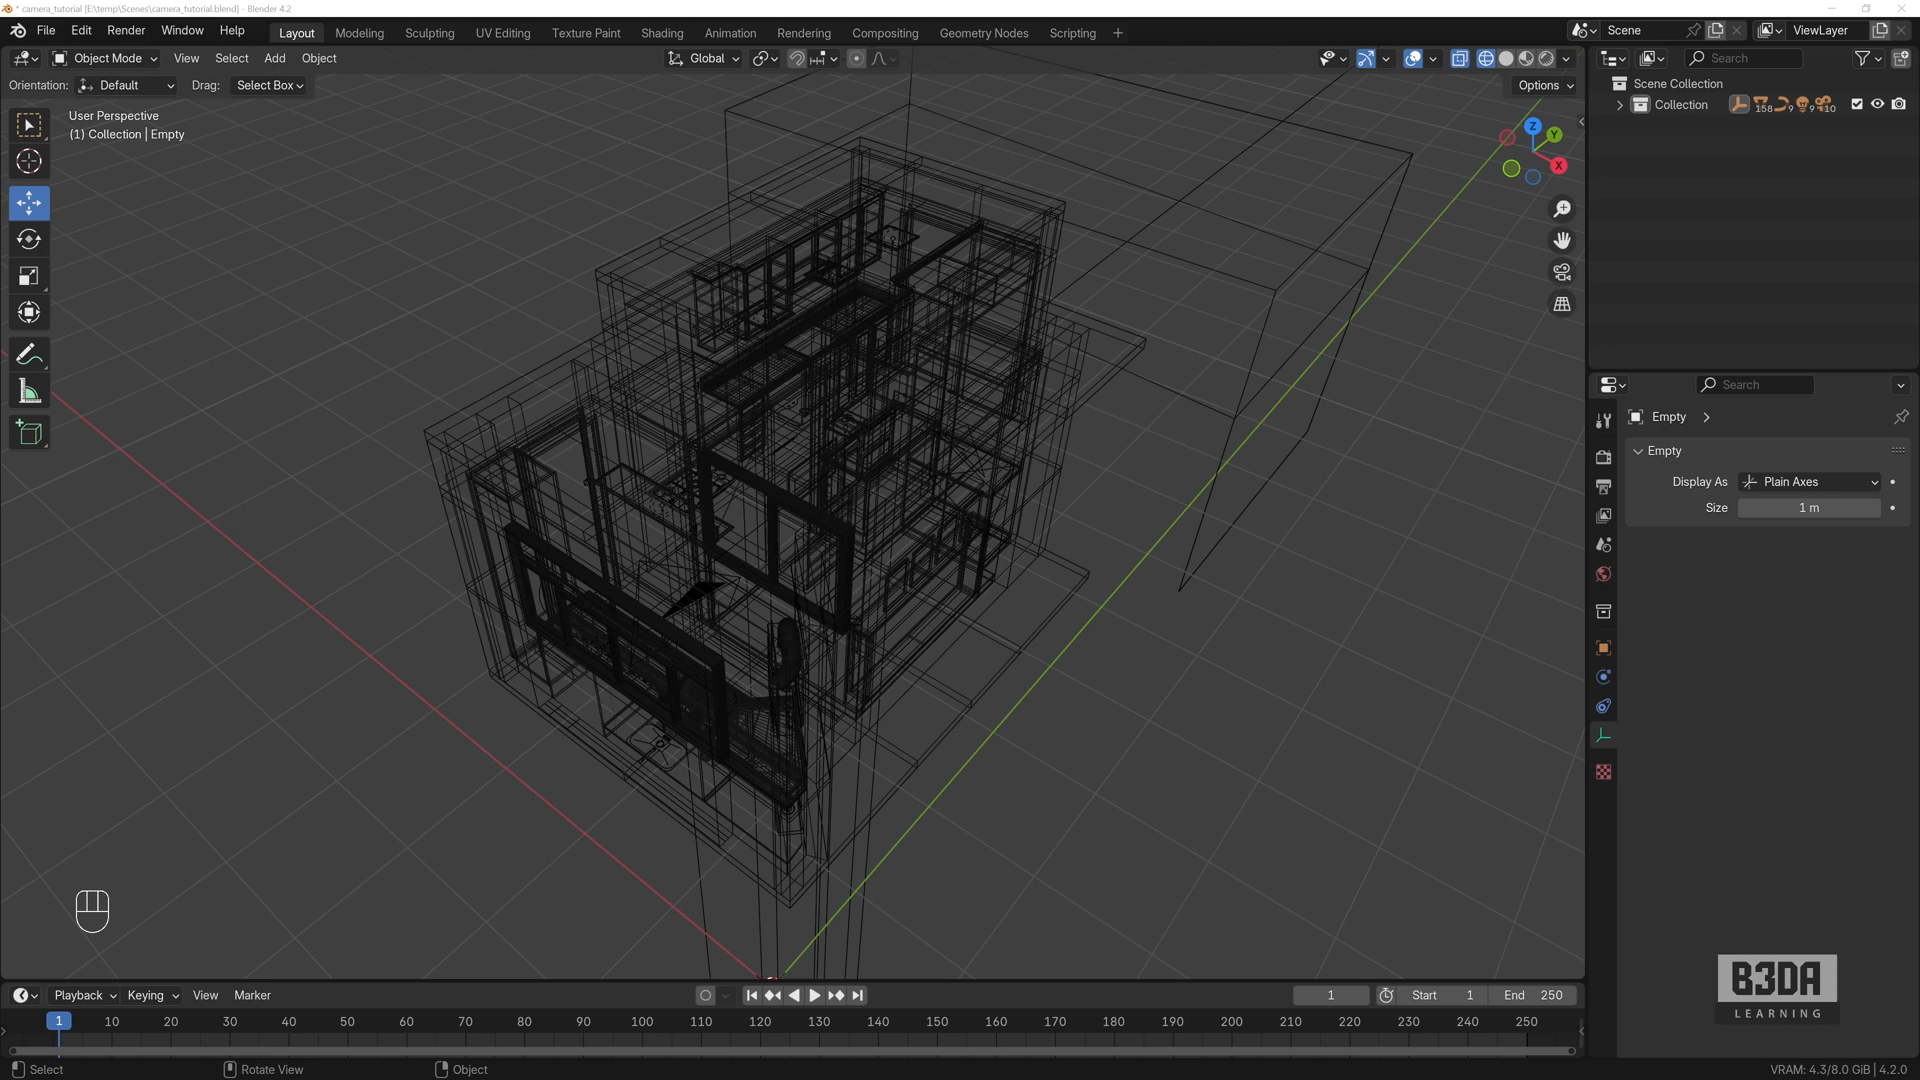 * camera_tutorial [E:\temp\Scenes\camera_tutorial.blend] - Blender 4.2
File Edit Render Window Help
Layout Modeling Sculpting UV Editing Texture Paint Shading Animation Rendering Compositing Geometry Nodes Scripting +
Scene
ViewLayer
Object Mode View Select Add Object
Global
Search
Orientation: Default Drag: Select Box
Options
User Perspective
(1) Collection | Empty
Z
Y
X
Scene Collection
Collection 158 9 9 10
Search
Empty
Empty
Display As Plain Axes
Size 1 m
B3DA
LEARNING
Playback Keying View Marker
1
Start 1
End 250
1 10 20 30 40 50 60 70 80 90 100 110 120 130 140 150 160 170 180 190 200 210 220 230 240 250
Select Rotate View Object
VRAM: 4.3/8.0 GiB | 4.2.0